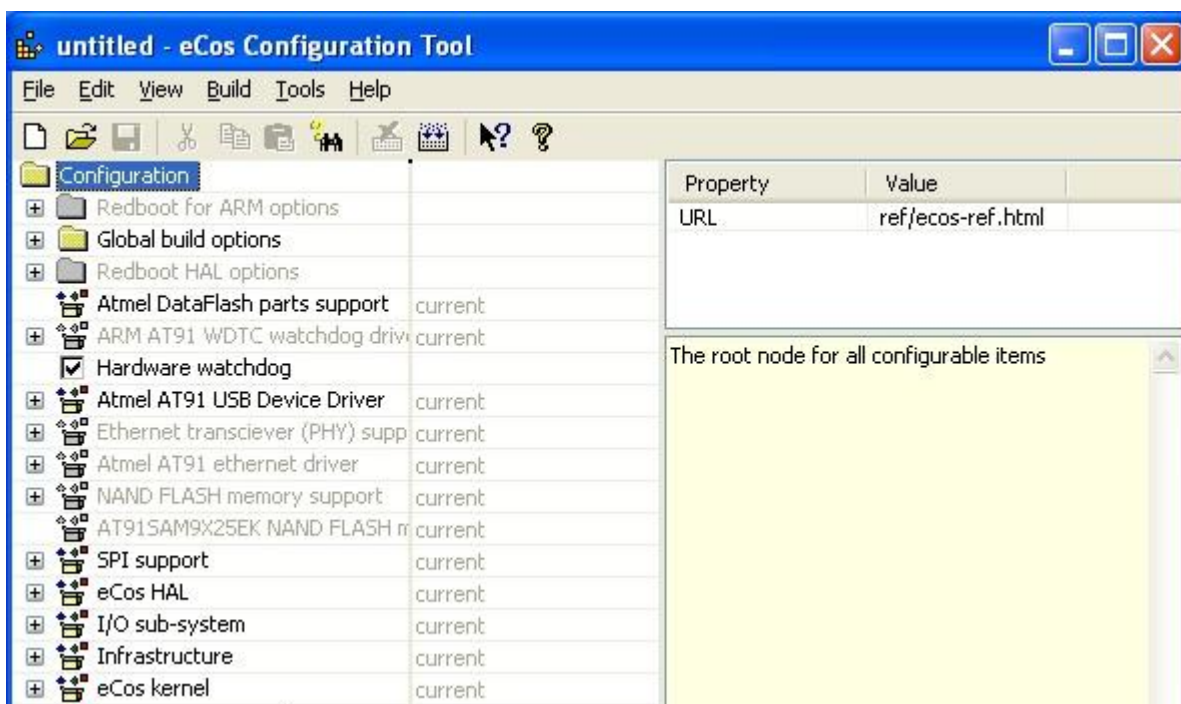 untitled - eCos Configuration Tool
File Edit View Build Tools Help
Configuration
Redboot for ARM options
Global build options
Redboot HAL options
Atmel DataFlash parts support current
ARM AT91 WDTC watchdog driv current
Hardware watchdog
Atmel AT91 USB Device Driver current
Ethernet transciever (PHY) supp current
Atmel AT91 ethernet driver current
NAND FLASH memory support current
AT91SAM9X25EK NAND FLASH current
SPI support current
eCos HAL current
I/O sub-system current
Infrastructure current
eCos kernel current
Property Value
URL ref/ecos-ref.html
The root node for all configurable items